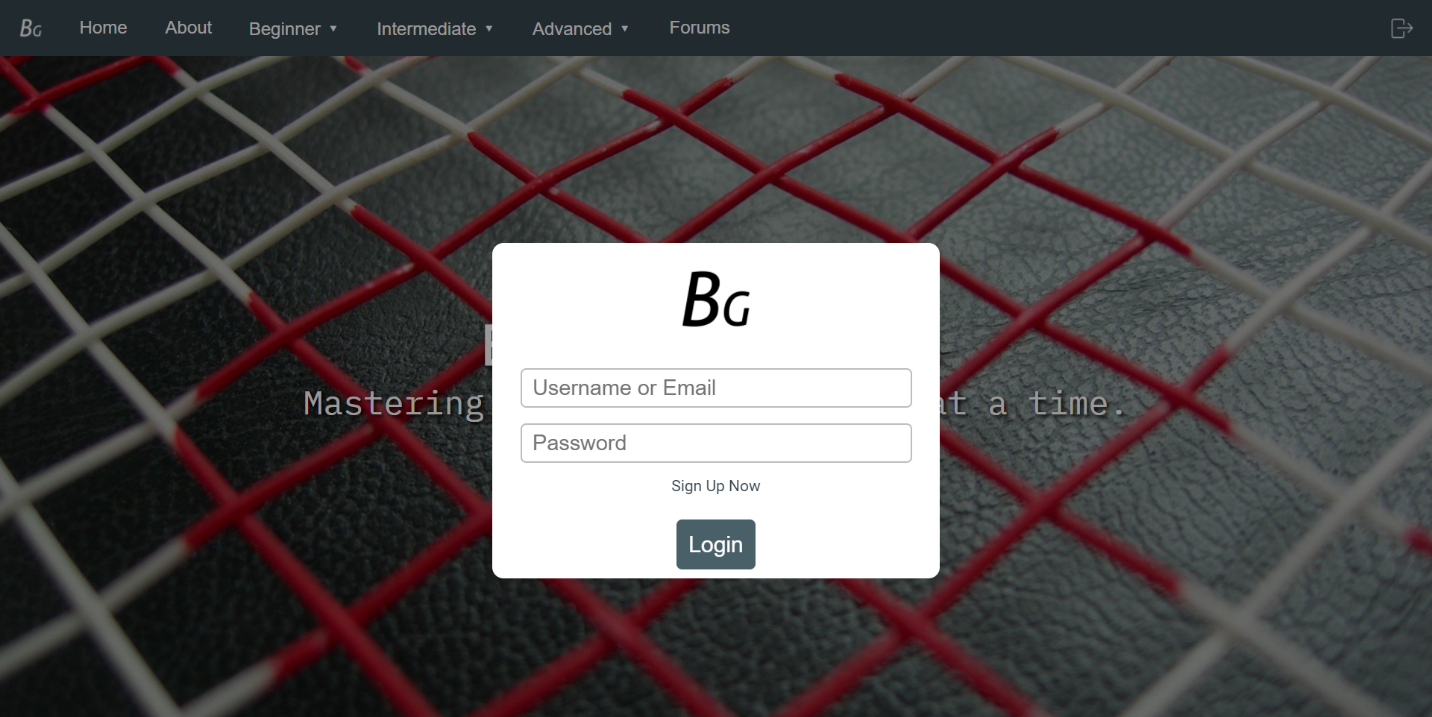 BG Home About Beginner ▼ Intermediate ▼ Advanced ▼ Forums
BG
Username or Email
Mastering at a time.
Password
Sign Up Now
Login